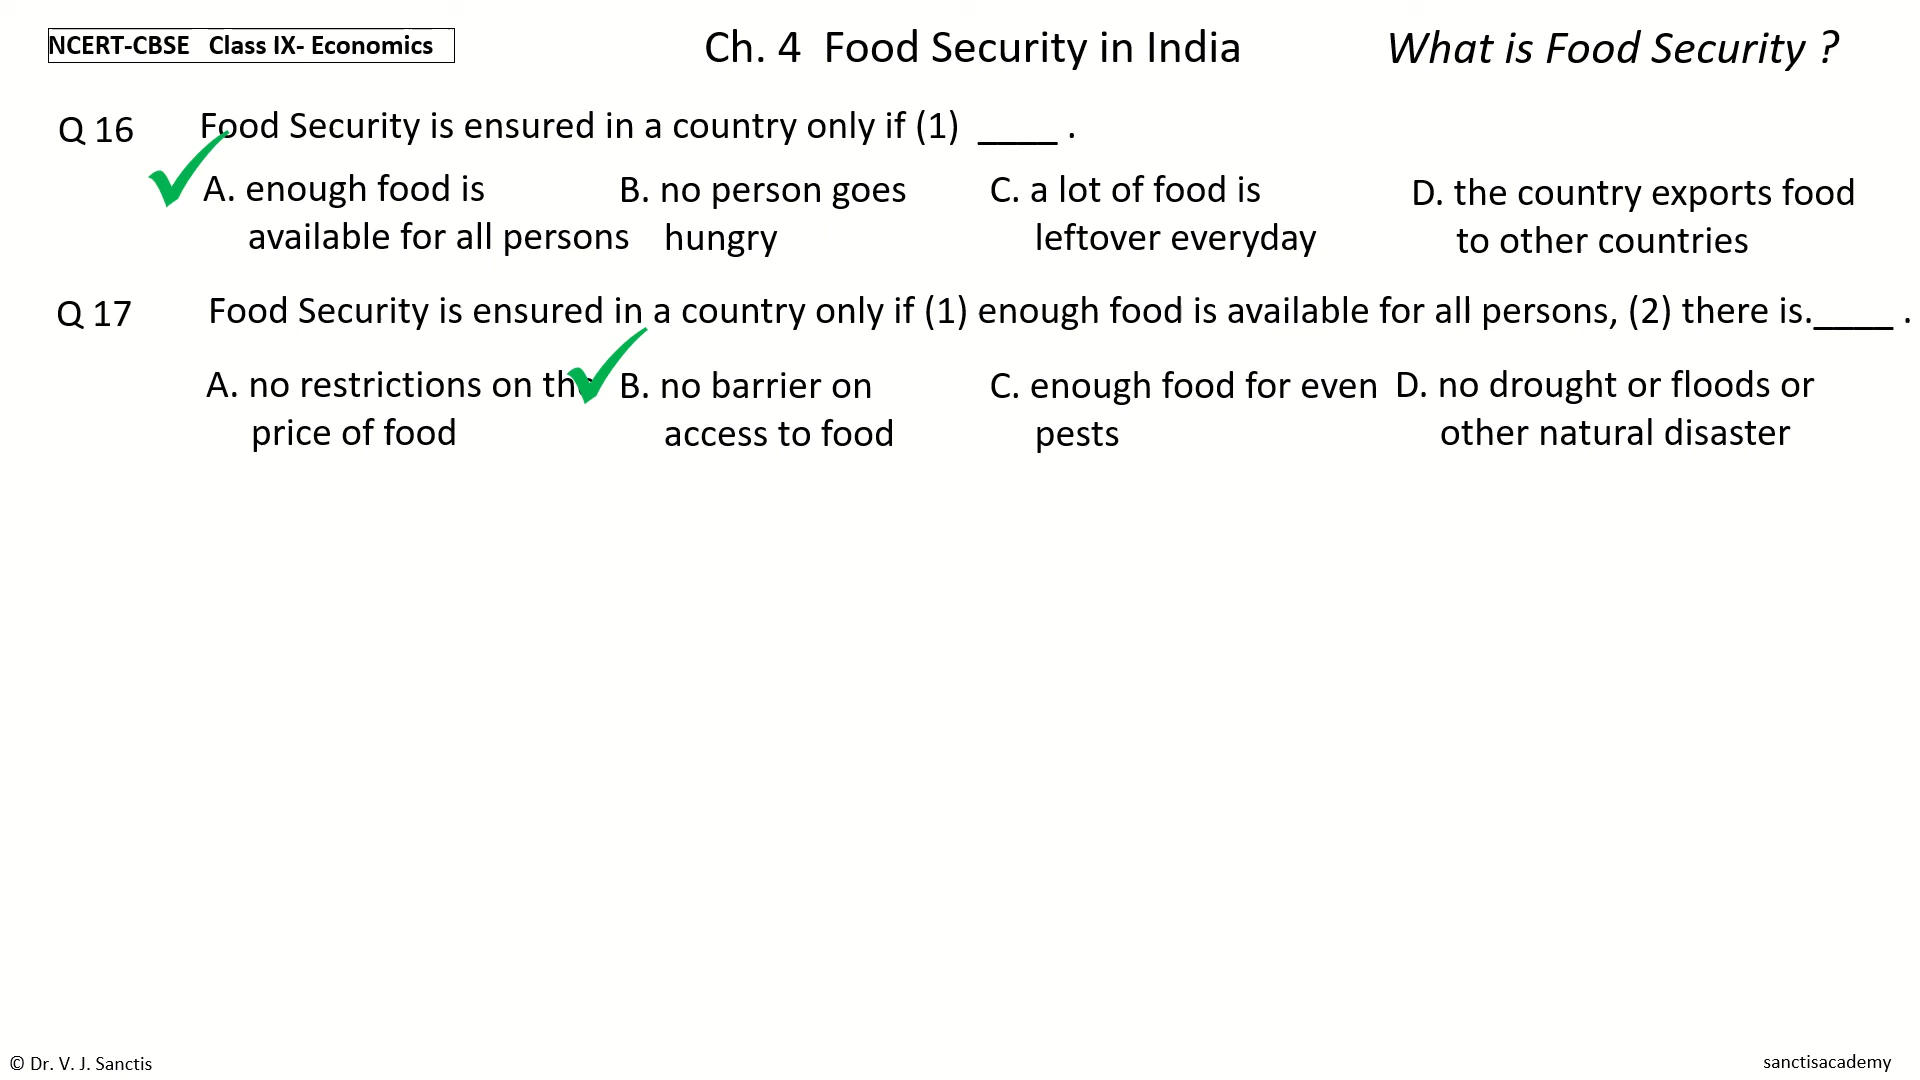 NCERT-CBSE Class IX- Economics
Ch. 4 Food Security in India
What is Food Security ?
Q 16 Food Security is ensured in a country only if (1) ____ .
A. enough food is available for all persons
B. no person goes hungry
C. a lot of food is leftover everyday
D. the country exports food to other countries
Q 17 Food Security is ensured in a country only if (1) enough food is available for all persons, (2) there is.____ .
A. no restrictions on the price of food
B. no barrier on access to food
C. enough food for even pests
D. no drought or floods or other natural disaster
© Dr. V. J. Sanctis
sanctisacademy